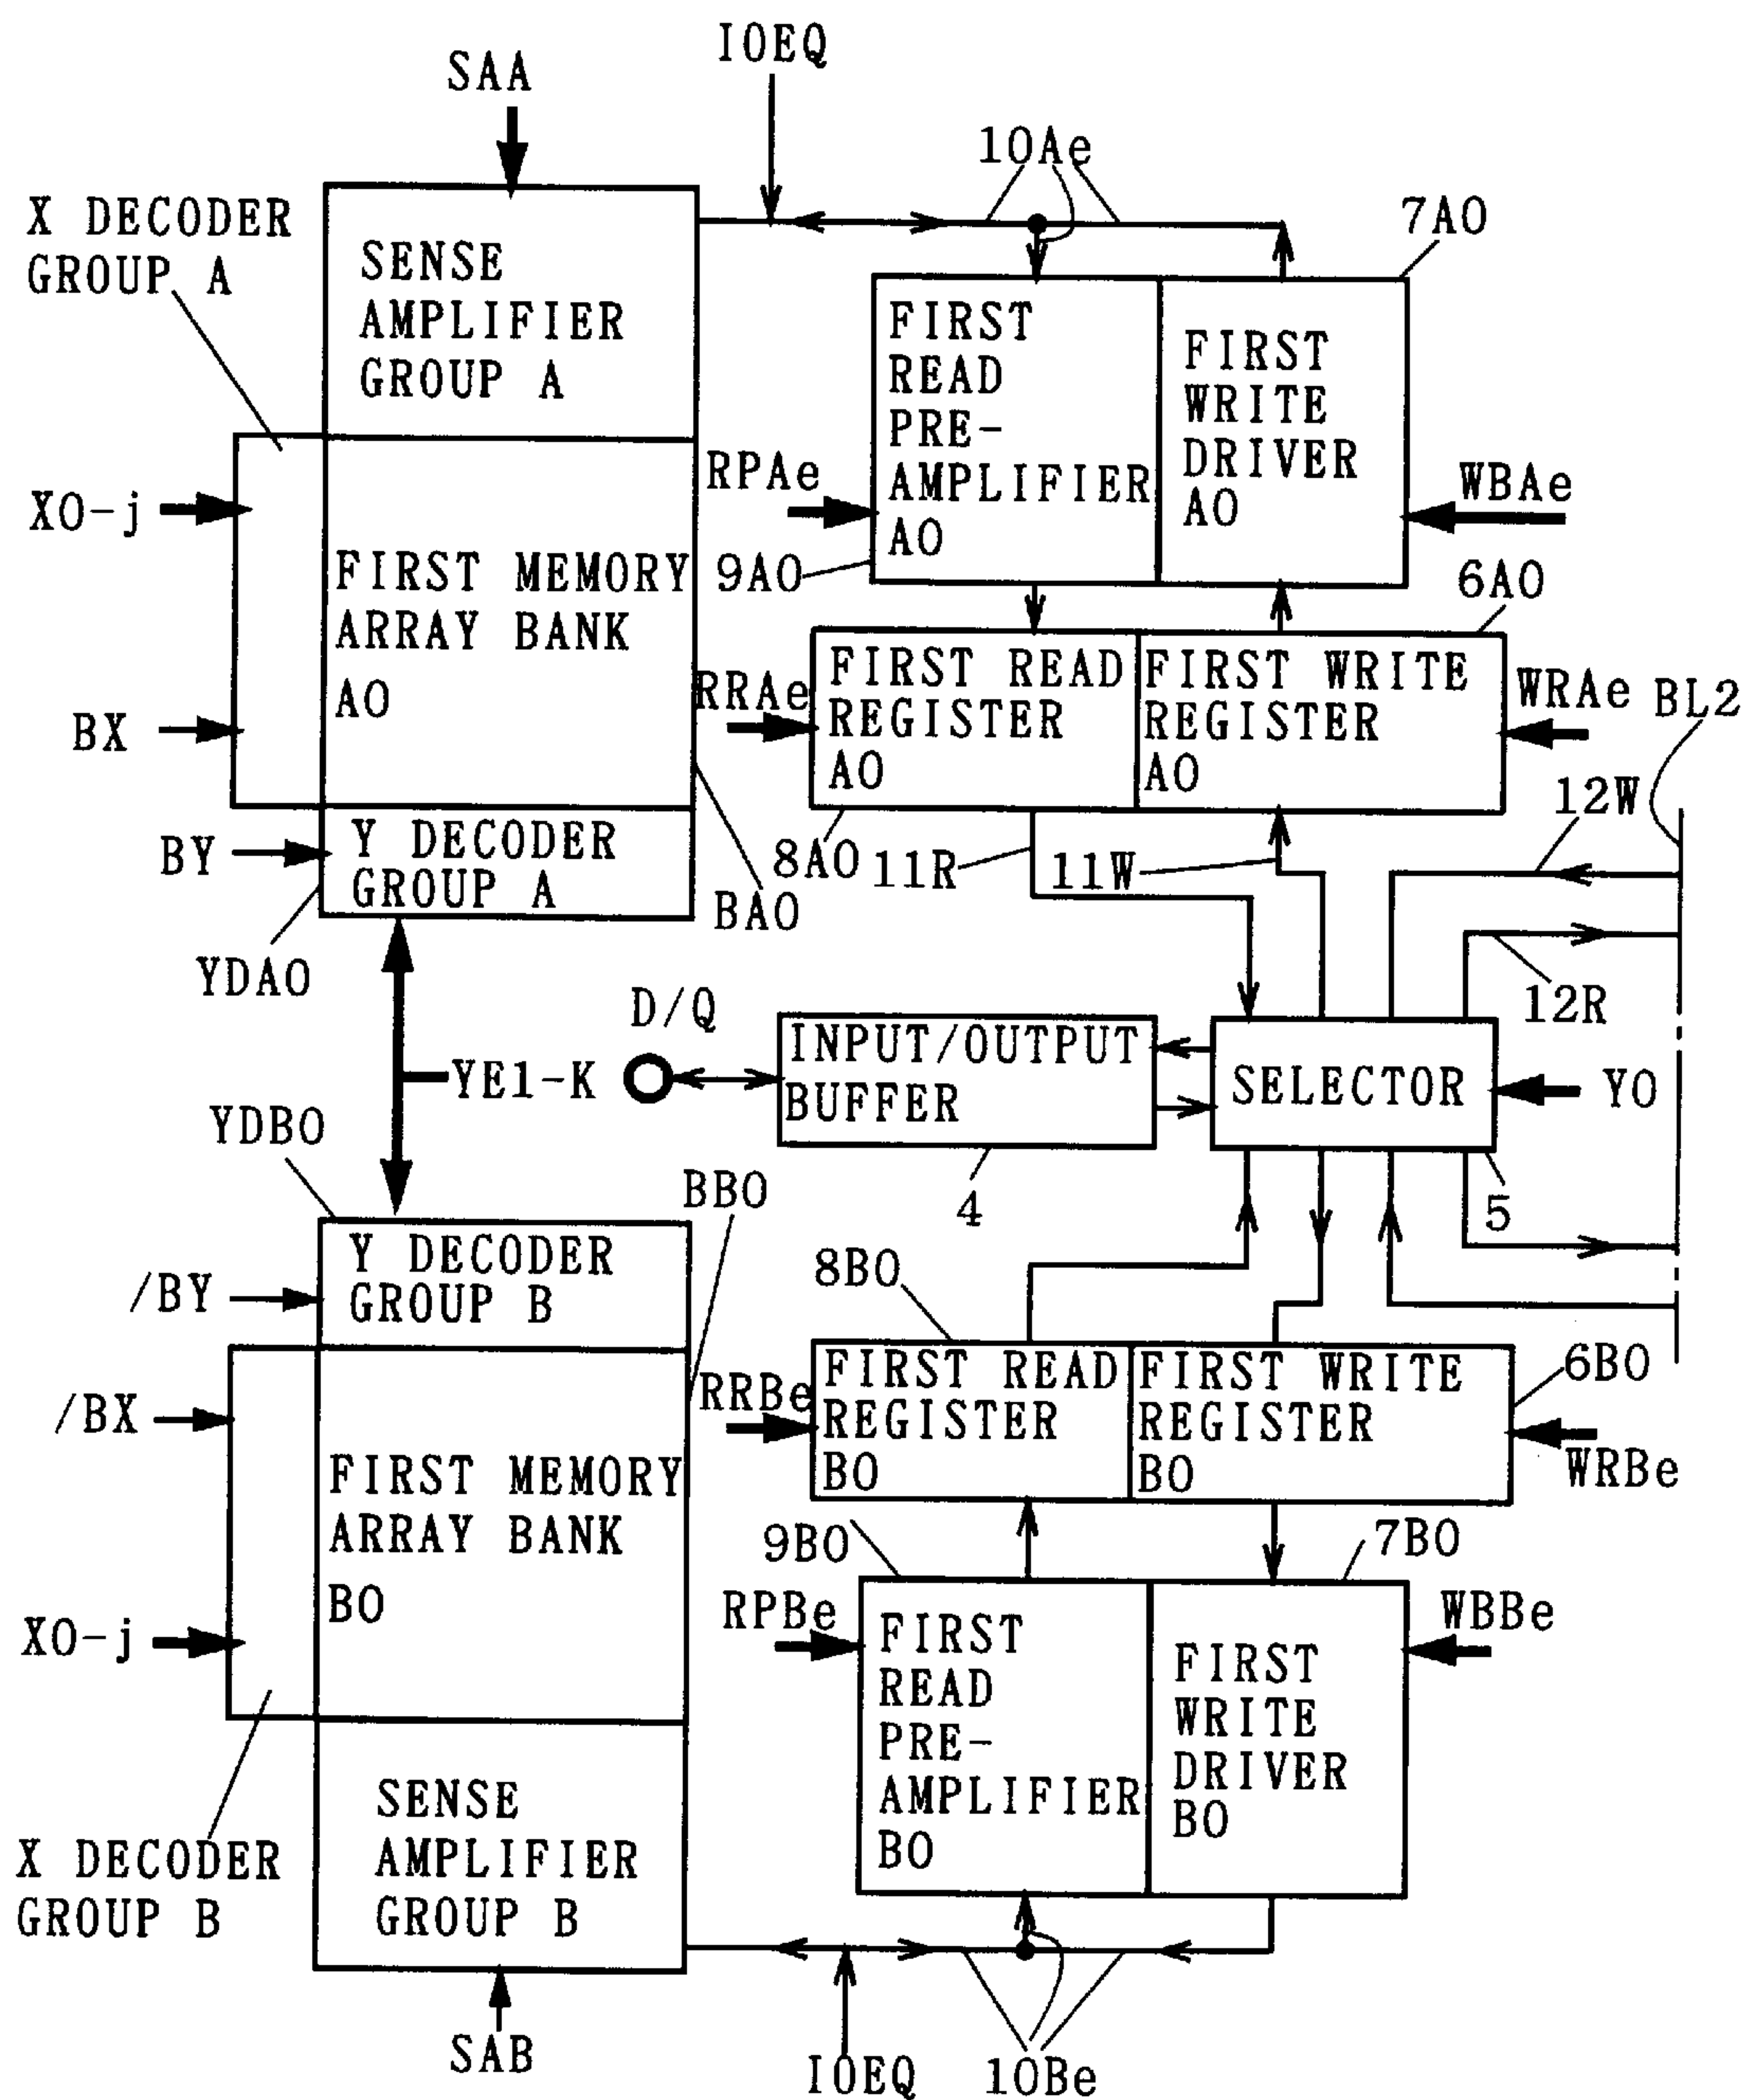 IOEQ
SAA
10Ae
X DECODER
GROUP A
SENSE
AMPLIFIER
GROUP A
7A0
FIRST
READ
PRE-
AMPLIFIER
A0
FIRST
WRITE
DRIVER
A0
RPAe
WBAe
X0-j
9A0
6A0
FIRST MEMORY
ARRAY BANK
A0
RRAe
FIRST READ
REGISTER
A0
FIRST WRITE
REGISTER
A0
WRAe
BL2
BX
12W
BY
Y DECODER
GROUP A
8A0
11R
11W
BA0
YDA0
12R
D/Q
INPUT/OUTPUT
BUFFER
SELECTOR
Y0
YE1-K
YDB0
BB0
4
5
Y DECODER
GROUP B
8B0
/BY
/BX
RRBe
FIRST READ
REGISTER
B0
FIRST WRITE
REGISTER
B0
6B0
WRBe
FIRST MEMORY
ARRAY BANK
B0
9B0
7B0
RPBe
WBBe
X0-j
FIRST
READ
PRE-
AMPLIFIER
B0
FIRST
WRITE
DRIVER
B0
SENSE
AMPLIFIER
GROUP B
X DECODER
GROUP B
SAB
IOEQ
10Be